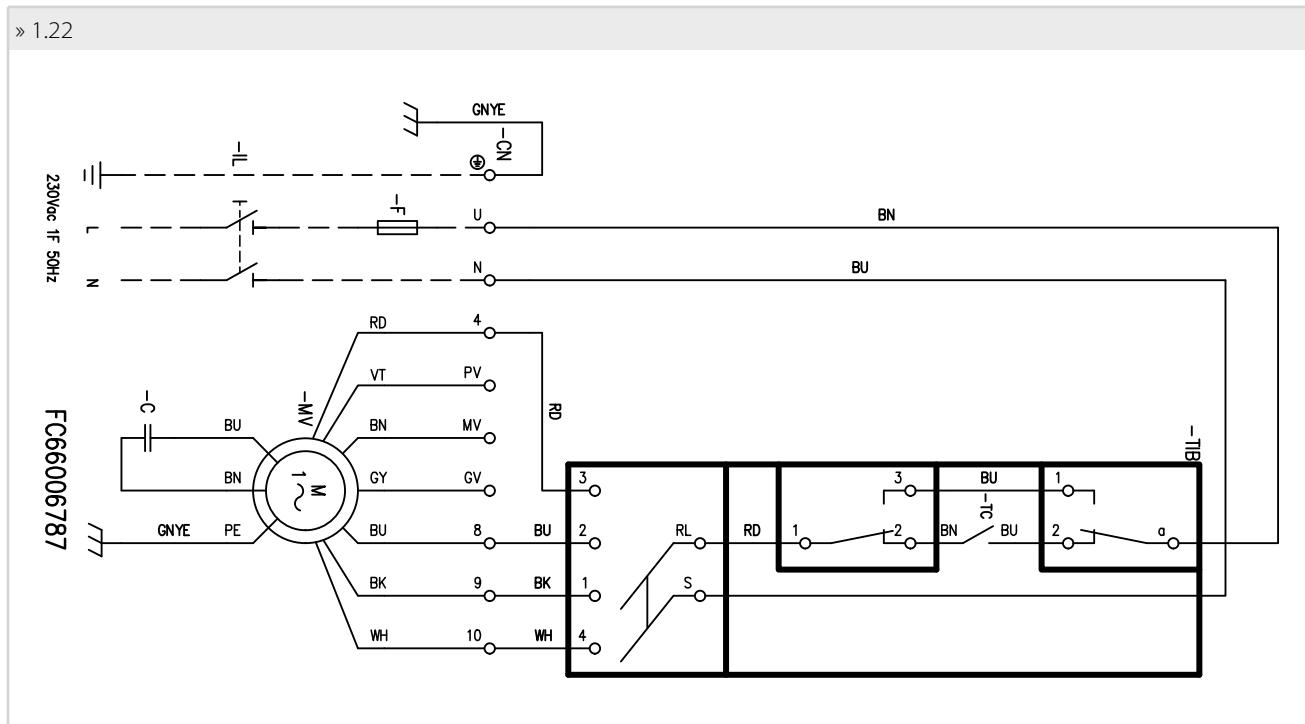 » 1.22
GNYE
-CN
-IL
230Vac 1F 50Hz
L
-F
U
BN
N
N
BU
RD
4
VT
PV
-MV
BN
MV
RD
-C
BU
GY
GV
BN
M
1~
FC66006787
GNYE
PE
BU
8
BU
BK
9
BK
WH
10
WH
-TIB
3
2
1
4
RL
S
RD
3
1
2
BU
-TC
BN
BU
1
2
a